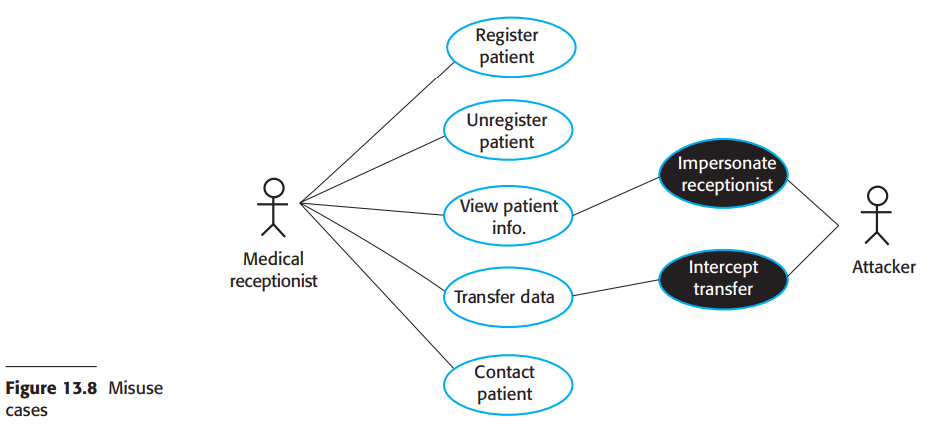 Register
patient
Unregister
patient
Impersonate
receptionist
View patient
info.
Medical
receptionist
Attacker
Intercept
transfer
Transfer data
Contact
patient
Figure 13.8 Misuse
cases